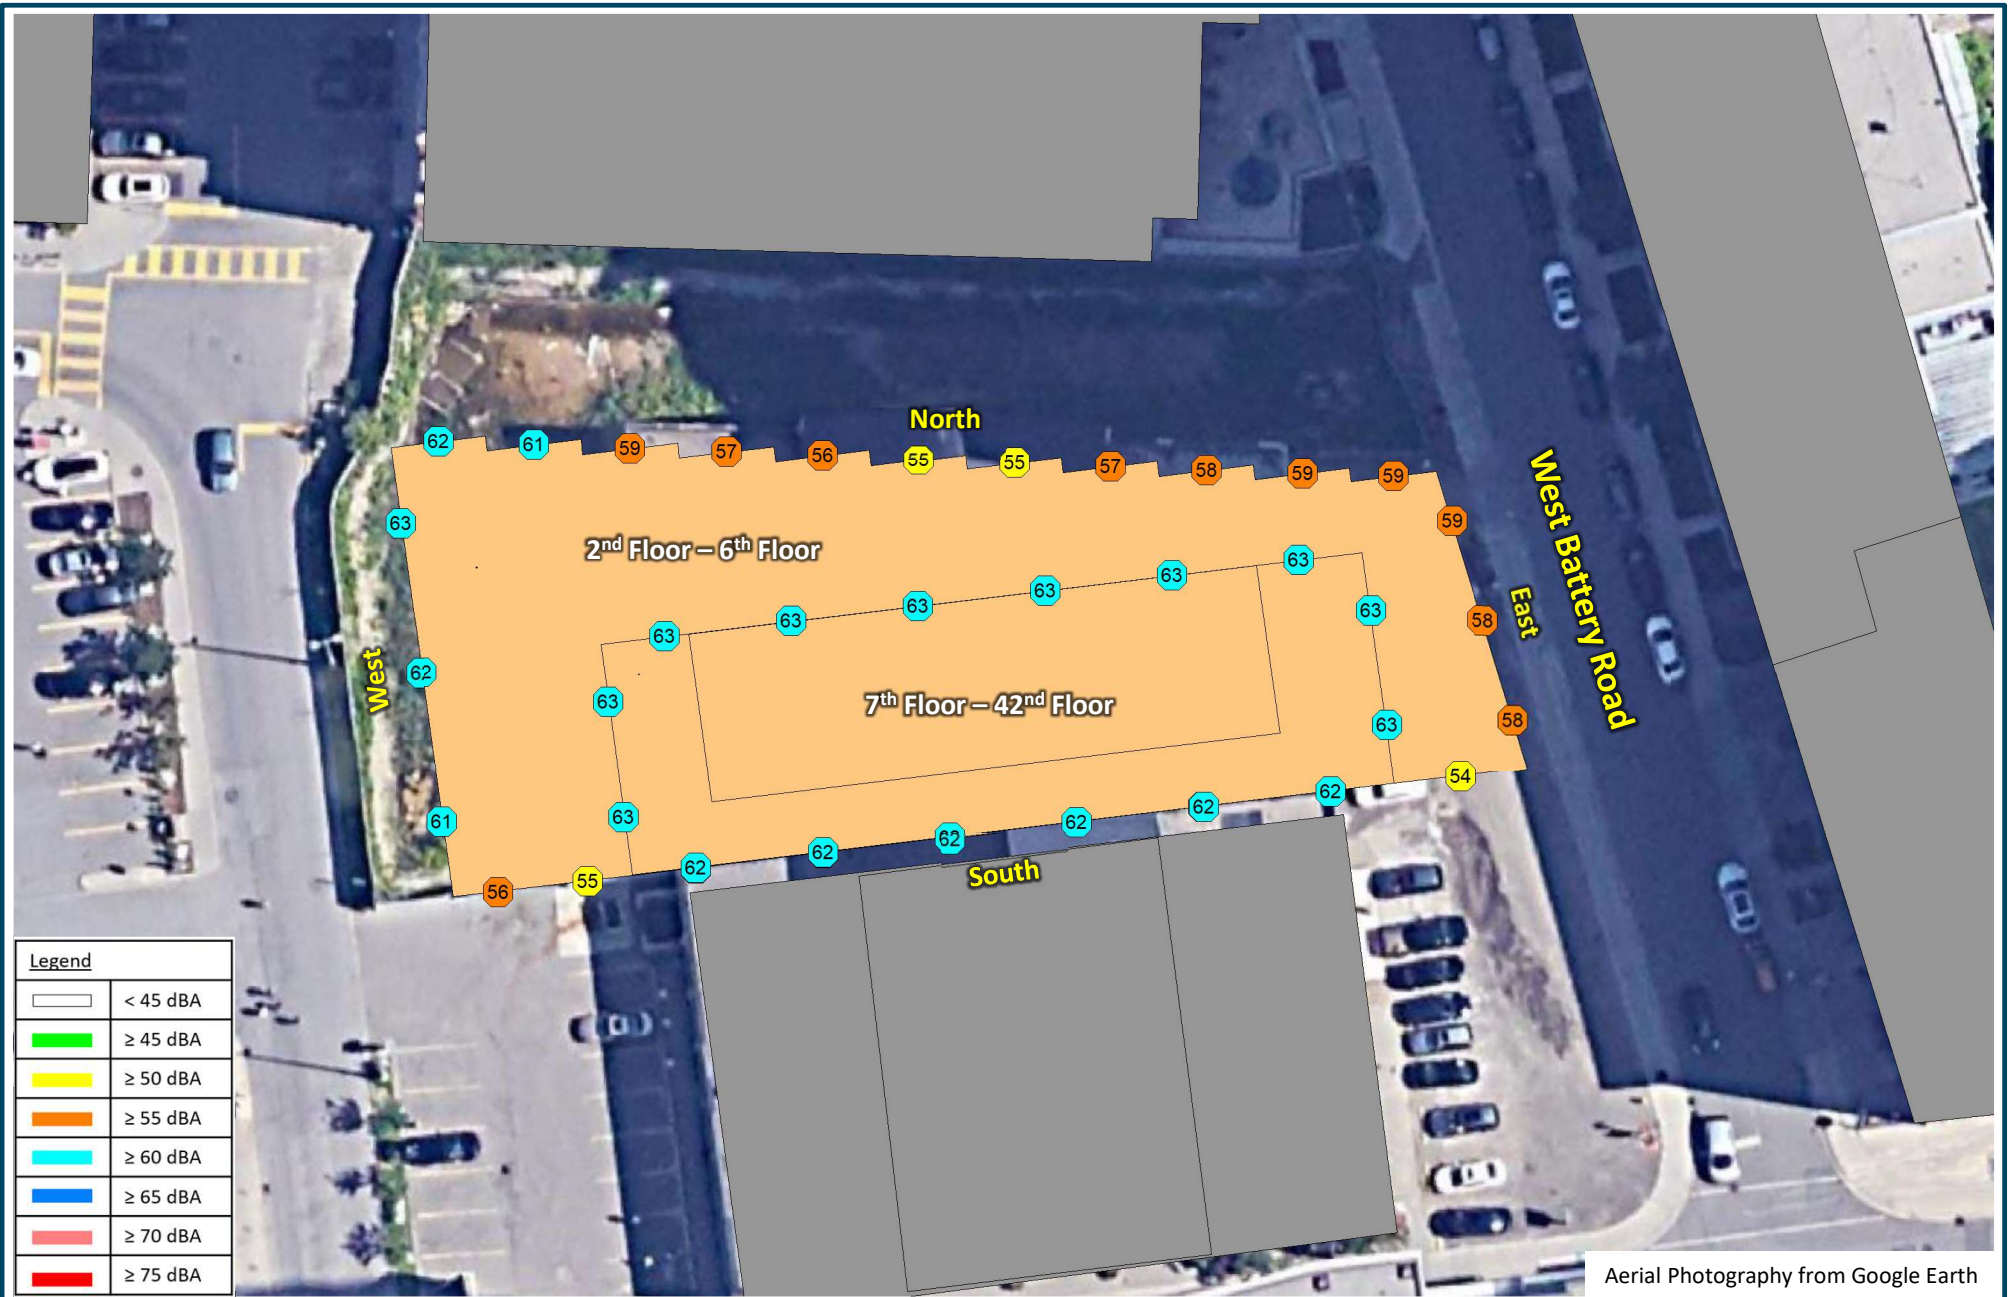 North
62
61
59
57
56
55
55
57
58
59
59
63
62
61
59
58
58
West
East
West Battery Road
2nd Floor – 6th Floor
63
63
63
63
63
63
63
63
63
63
7th Floor – 42nd Floor
56
55
62
62
62
62
62
62
54
South
Legend
< 45 dBA
≥ 45 dBA
≥ 50 dBA
≥ 55 dBA
≥ 60 dBA
≥ 65 dBA
≥ 70 dBA
≥ 75 dBA
Aerial Photography from Google Earth